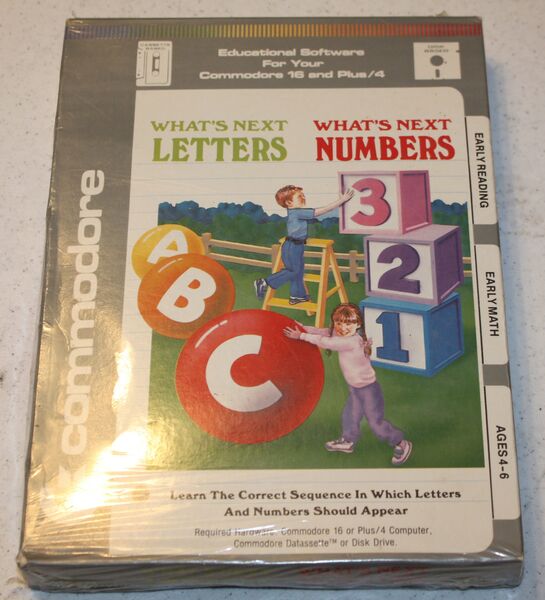 CASSETTE BASED
Educational Software
For Your
Commodore 16 and Plus/4
WHAT'S NEXT
LETTERS
WHAT'S NEXT
NUMBERS
EARLY READING
EARLY MATH
AGES 4-6
commodore
A
B
C
3
2
1
Learn The Correct Sequence In Which Letters
And Numbers Should Appear
Required Hardware: Commodore 16 or Plus/4 Computer,
Commodore Datassette™ or Disk Drive.